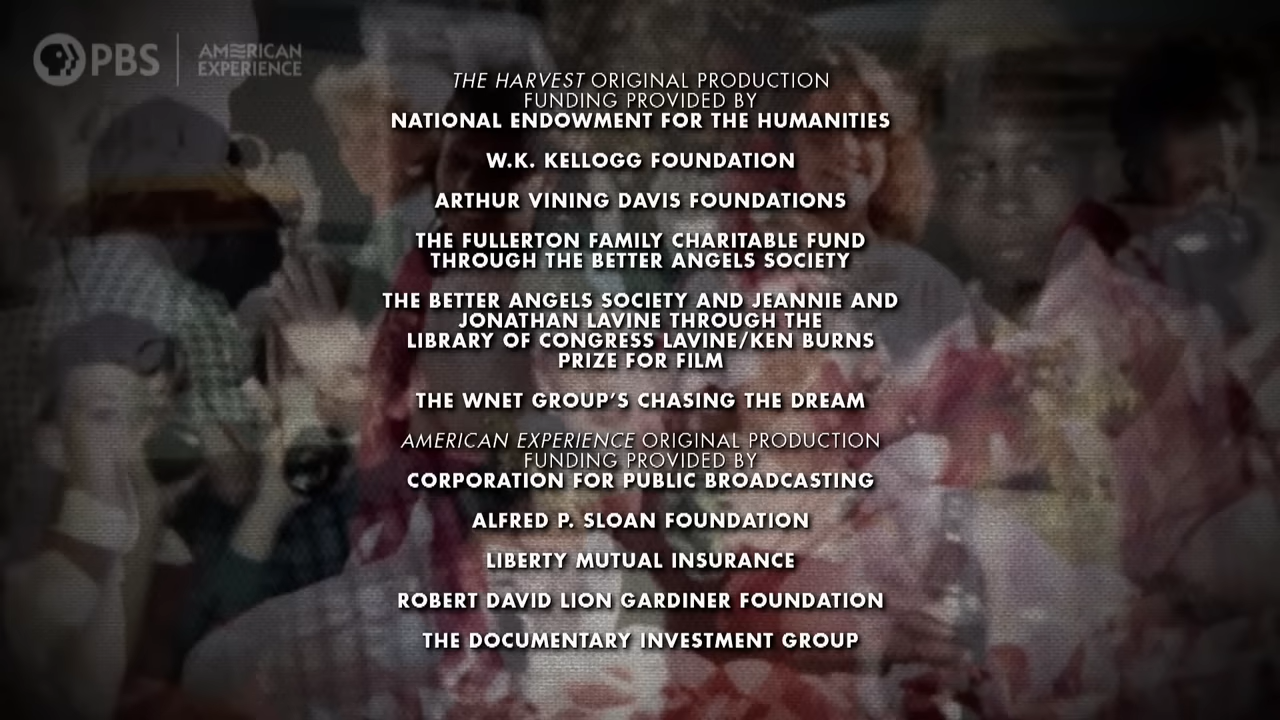 PBS
AMERICAN
EXPERIENCE
THE HARVEST ORIGINAL PRODUCTION
FUNDING PROVIDED BY
NATIONAL ENDOWMENT FOR THE HUMANITIES
W.K. KELLOGG FOUNDATION
ARTHUR VINING DAVIS FOUNDATIONS
THE FULLERTON FAMILY CHARITABLE FUND
THROUGH THE BETTER ANGELS SOCIETY
THE BETTER ANGELS SOCIETY AND JEANNIE AND
JONATHAN LAVINE THROUGH THE
LIBRARY OF CONGRESS LAVINE/KEN BURNS
PRIZE FOR FILM
THE WNET GROUP'S CHASING THE DREAM
AMERICAN EXPERIENCE ORIGINAL PRODUCTION
FUNDING PROVIDED BY
CORPORATION FOR PUBLIC BROADCASTING
ALFRED P. SLOAN FOUNDATION
LIBERTY MUTUAL INSURANCE
ROBERT DAVID LION GARDINER FOUNDATION
THE DOCUMENTARY INVESTMENT GROUP